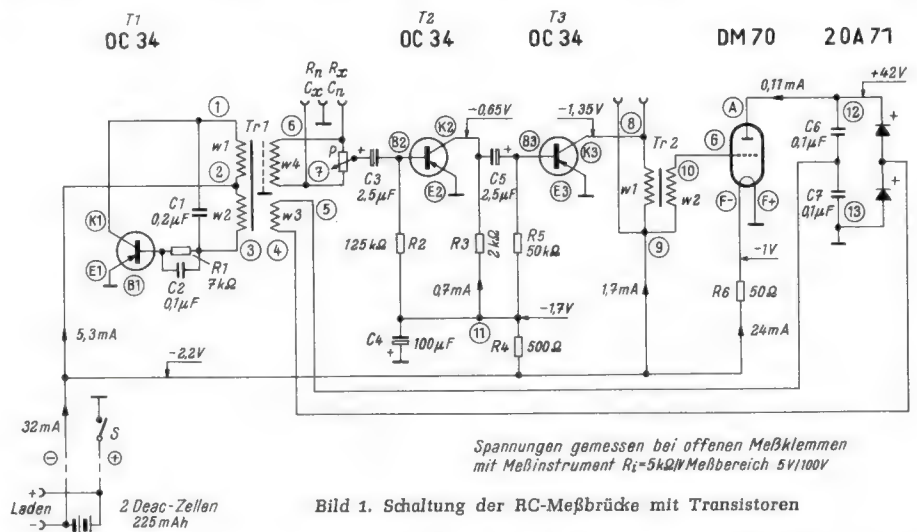 T1
OC 34
T2
OC 34
T3
OC 34
DM 70
2 OA 71
Rn Rx
Cx Cn
-0,65V
-1,35V
0,11mA
+42V
1
Tr1
6
w1
w4
2
7
P
C3
2,5µF
B2
K2
E2
C5
2,5µF
B3
K3
E3
8
Tr2
w1
10
w2
9
A
6
F-
F+
12
C6
0,1µF
C7
0,1µF
13
K1
E1
B1
C1
0,2µF
w2
3
w3
5
4
R1
7kΩ
C2
0,1µF
125kΩ
R2
R3
2kΩ
R5
50kΩ
-1V
R6
50Ω
0,7mA
-1,7V
1,7mA
24mA
11
C4
100µF
R4
500Ω
5,3mA
-2,2V
32mA
S
-
+
+
Laden
-
2 Deac-Zellen
225 mAh
Spannungen gemessen bei offenen Meßklemmen
mit Meßinstrument Ri=5kΩ/V Meßbereich 5V/100V
Bild 1. Schaltung der RC-Meßbrücke mit Transistoren